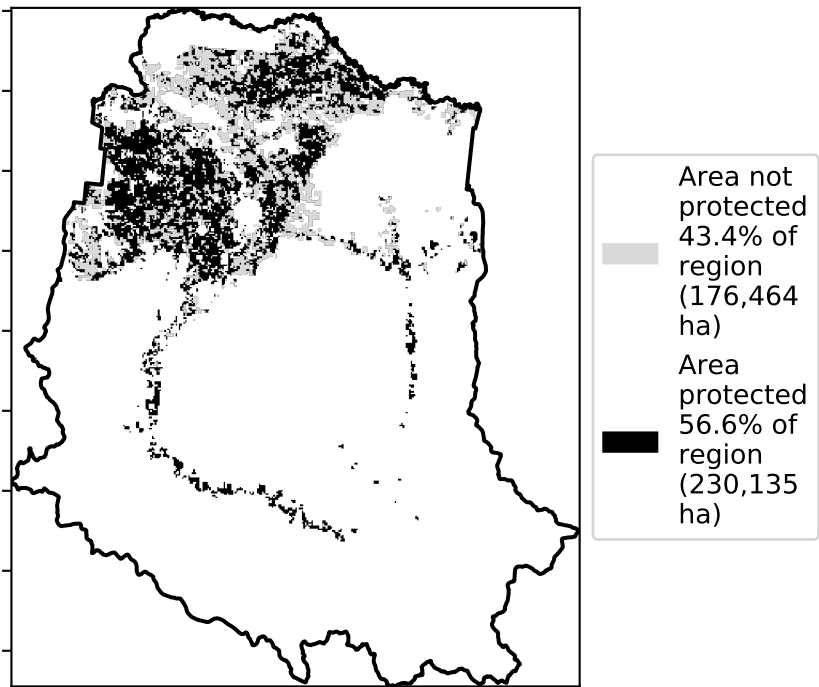 Area not
protected
43.4% of
region
(176,464
ha)
Area
protected
56.6% of
region
(230,135
ha)